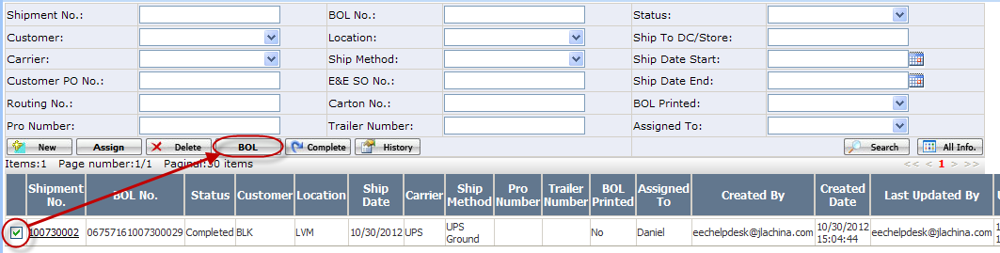 Shipment No.: BOL No.: Status:
Customer: Location: Ship To DC/Store:
Carrier: Ship Method: Ship Date Start:
Customer PO No.: E&E SO No.: Ship Date End:
Routing No.: Carton No.: BOL Printed:
Pro Number: Trailer Number: Assigned To:
New Assign Delete BOL Complete History Search All Info.
Items:1 Page number:1/1 items << < 1 > >>
Shipment No. BOL No. Status Customer Location Ship Date Carrier Ship Method Pro Number Trailer Number BOL Printed Assigned To Created By Created Date Last Updated By
100730002 06757161007300029 Completed BLK LVM 10/30/2012 UPS UPS Ground No Daniel eechelpdesk@jlachina.com 10/30/2012 15:04:44 eechelpdesk@jlachina.com